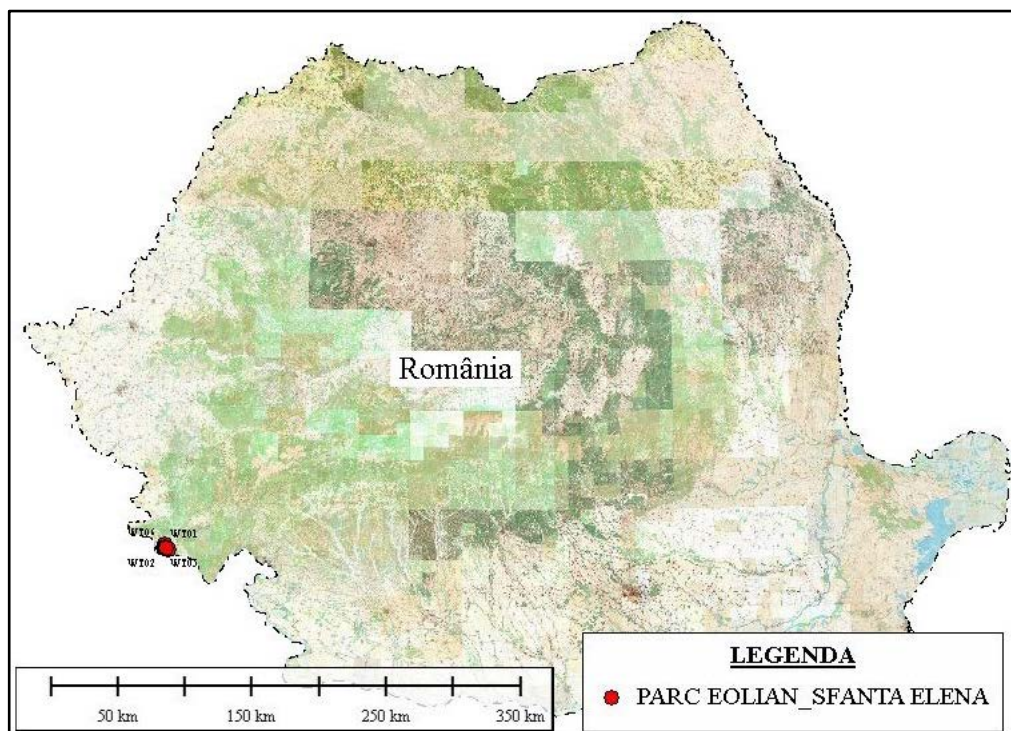 România
WT04 WT01
WT02 WT03
LEGENDA
PARC EOLIAN_SFANTA ELENA
50 km 150 km 250 km 350 km